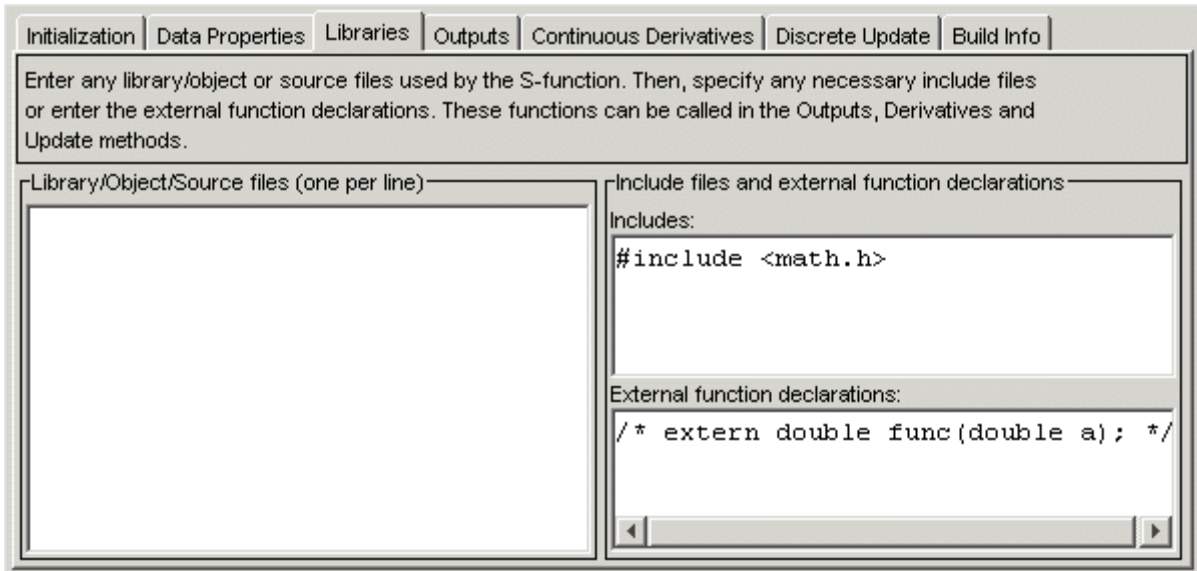 Initialization Data Properties Libraries Outputs Continuous Derivatives Discrete Update Build Info
Enter any library/object or source files used by the S-function. Then, specify any necessary include files
or enter the external function declarations. These functions can be called in the Outputs, Derivatives and
Update methods.
Library/Object/Source files (one per line)
Include files and external function declarations
Includes:
#include <math.h>
External function declarations:
/* extern double func(double a); */